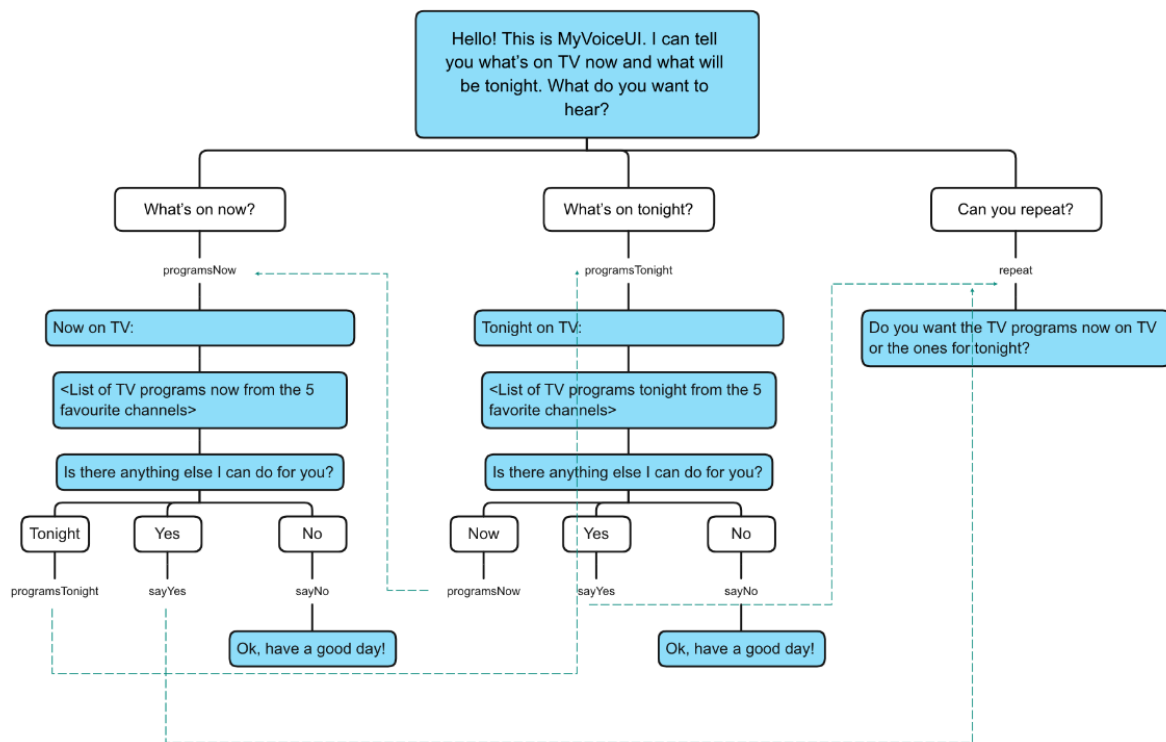 Hello! This is MyVoiceUI. I can tell
you what's on TV now and what will
be tonight. What do you want to
hear?
What's on now?
What's on tonight?
Can you repeat?
programsNow
programsTonight
repeat
Now on TV:
Tonight on TV:
Do you want the TV programs now on TV
or the ones for tonight?
<List of TV programs now from the 5
favourite channels>
<List of TV programs tonight from the 5
favorite channels>
Is there anything else I can do for you?
Is there anything else I can do for you?
Tonight
Yes
No
Now
Yes
No
programsTonight
sayYes
sayNo
programsNow
sayYes
sayNo
Ok, have a good day!
Ok, have a good day!